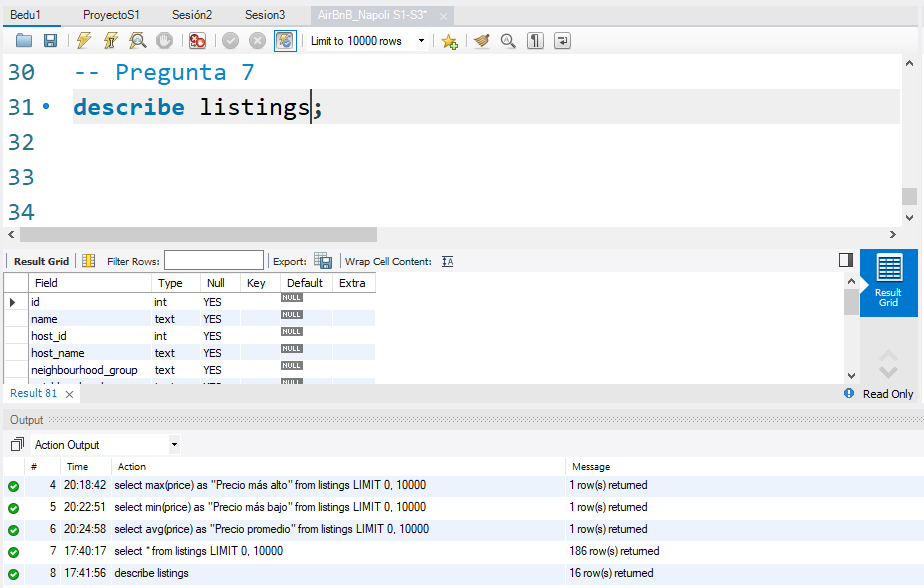 Bedu1 ProyectoS1 Sesión2 Sesion3 AirBnB_Napoli S1-S3*
Limit to 10000 rows
30 -- Pregunta 7
31 describe listings;
32
33
34
Result Grid Filter Rows: Export: Wrap Cell Content:
Field Type Null Key Default Extra
id int YES NULL
name text YES NULL
host_id int YES NULL
host_name text YES NULL
neighbourhood_group text YES NULL
NULL
Result Grid
Result 81 Read Only
Output
Action Output
# Time Action Message
4 20:18:42 select max(price) as "Precio más alto" from listings LIMIT 0, 10000 1 row(s) returned
5 20:22:51 select min(price) as "Precio más bajo" from listings LIMIT 0, 10000 1 row(s) returned
6 20:24:58 select avg(price) as "Precio promedio" from listings LIMIT 0, 10000 1 row(s) returned
7 17:40:17 select * from listings LIMIT 0, 10000 186 row(s) returned
8 17:41:56 describe listings 16 row(s) returned